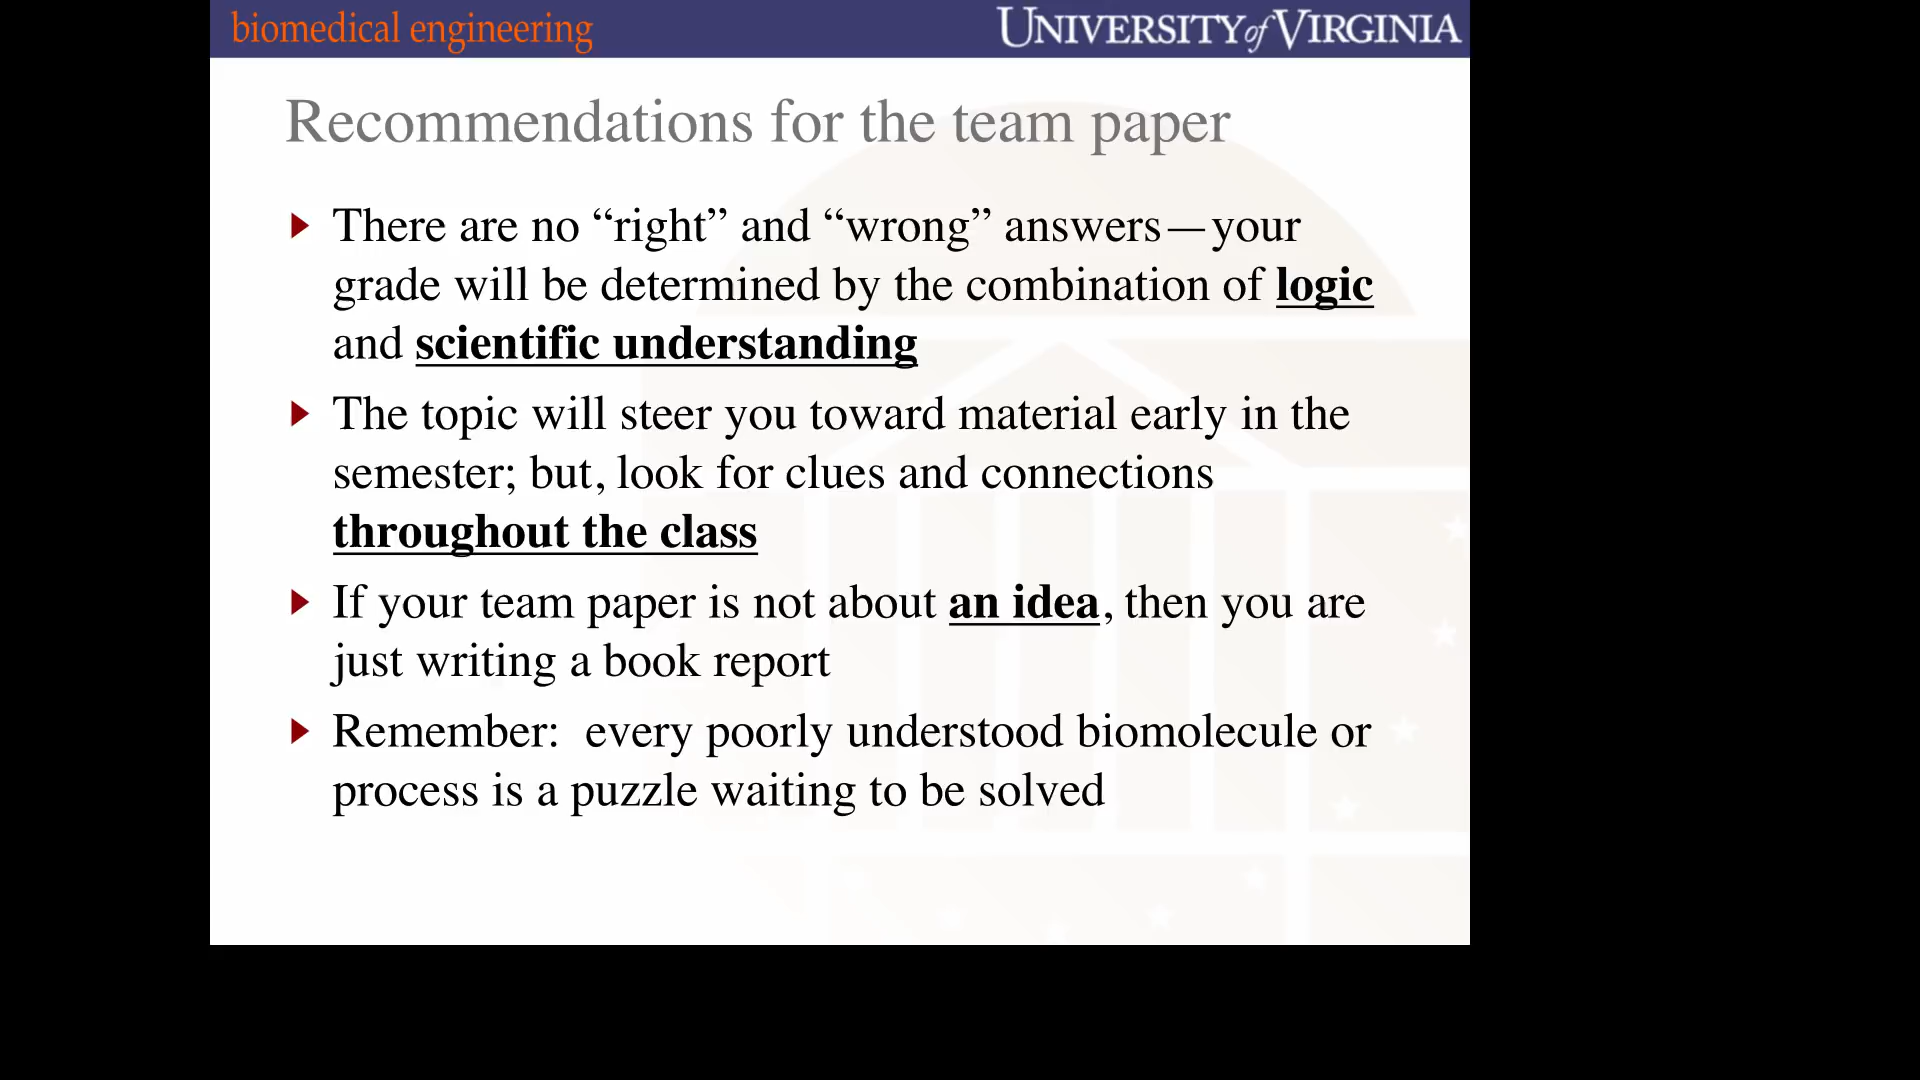 biomedical engineering
UNIVERSITY of VIRGINIA
Recommendations for the team paper
There are no “right” and “wrong” answers—your
grade will be determined by the combination of logic
and scientific understanding
The topic will steer you toward material early in the
semester; but, look for clues and connections
throughout the class
If your team paper is not about an idea, then you are
just writing a book report
Remember:  every poorly understood biomolecule or
process is a puzzle waiting to be solved